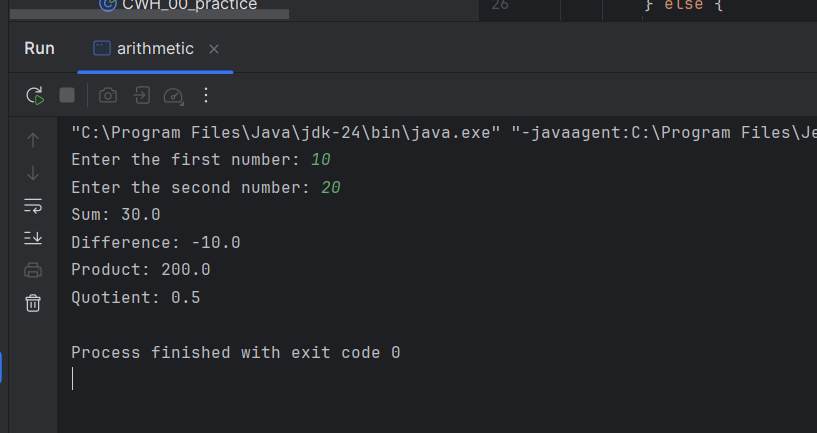 CWH_00_practice
26 } else {
Run arithmetic
"C:\Program Files\Java\jdk-24\bin\java.exe" "-javaagent:C:\Program Files\Je
Enter the first number: 10
Enter the second number: 20
Sum: 30.0
Difference: -10.0
Product: 200.0
Quotient: 0.5
Process finished with exit code 0